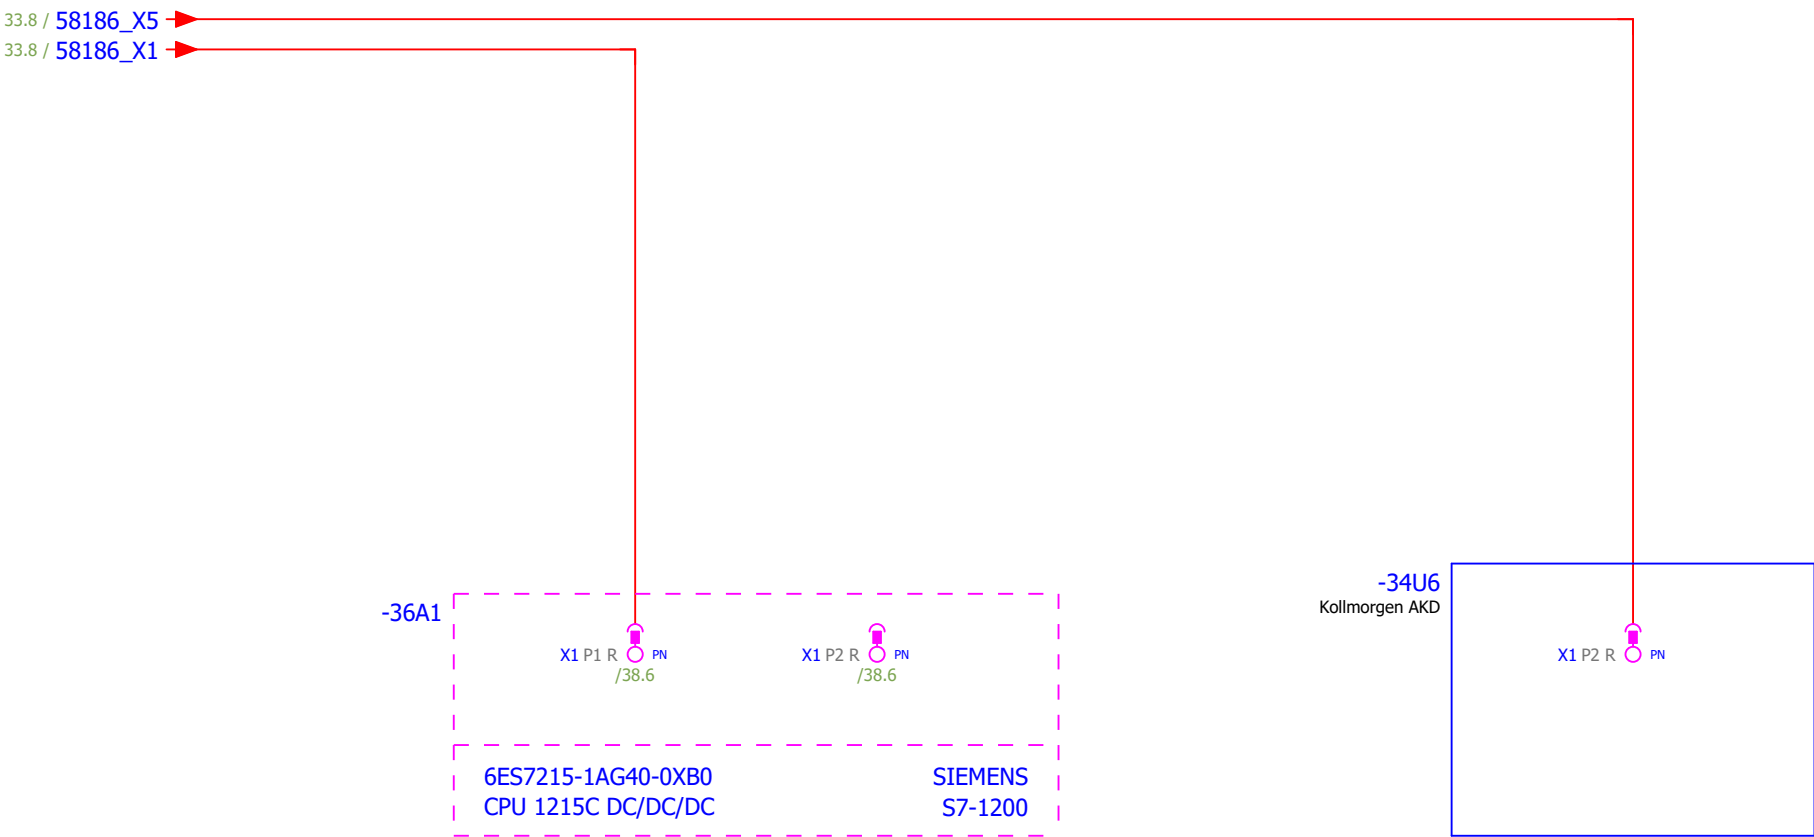 33.8 / 58186_X5
33.8 / 58186_X1
-36A1
X1 P1 R PN
/38.6
X1 P2 R PN
/38.6
6ES7215-1AG40-0XB0 SIEMENS
CPU 1215C DC/DC/DC S7-1200
-34U6
Kollmorgen AKD
X1 P2 R PN